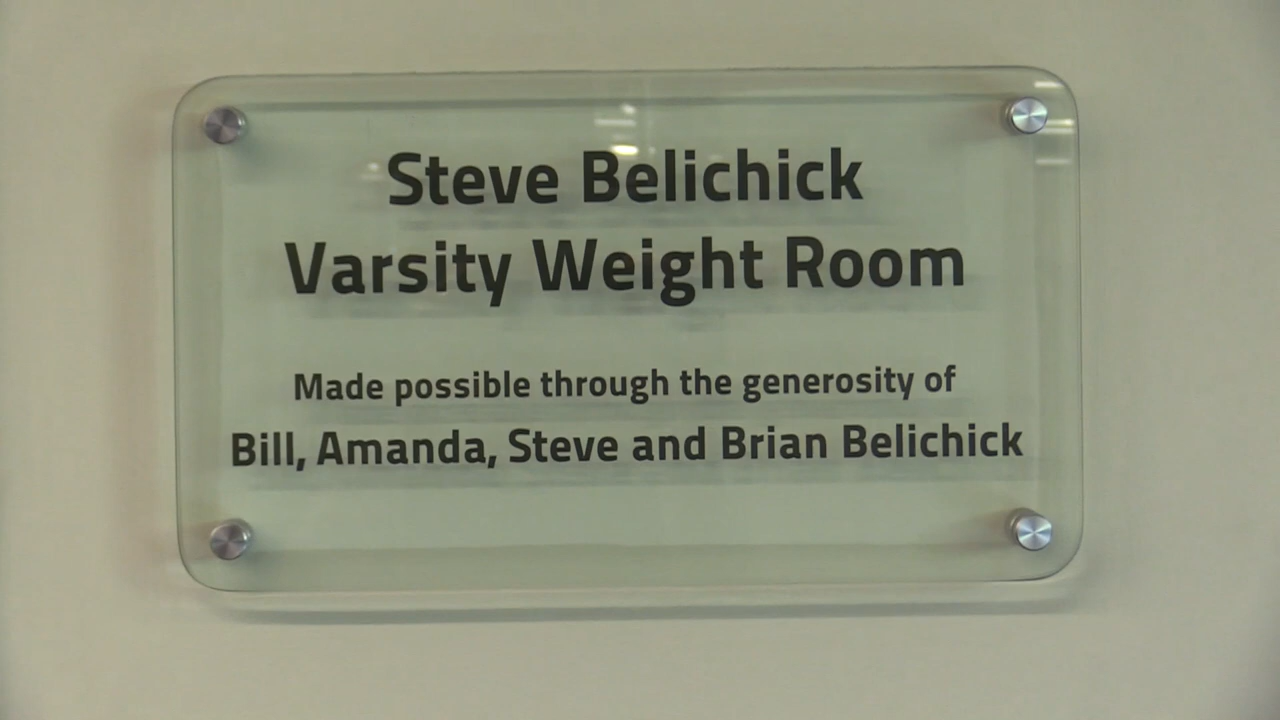 Steve Belichick
Varsity Weight Room
Made possible through the generosity of
Bill, Amanda, Steve and Brian Belichick